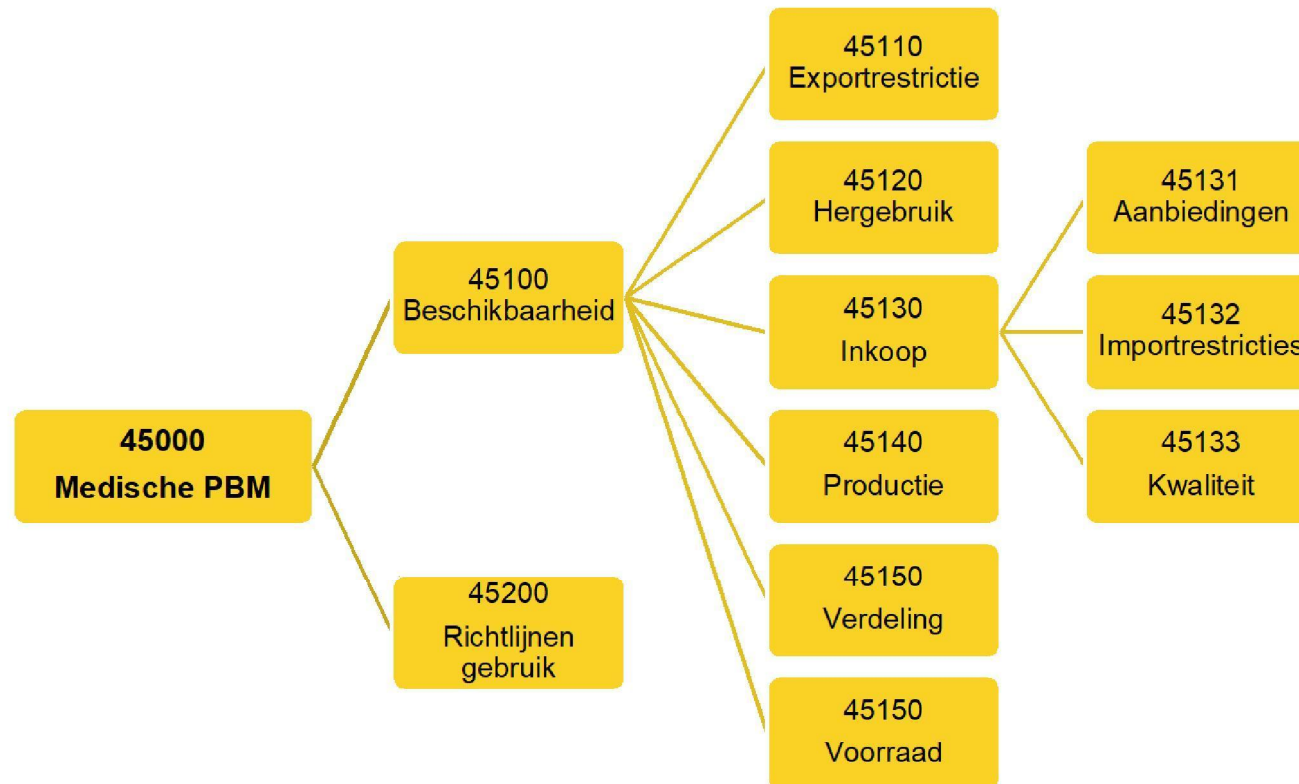 45000
Medische PBM
45100
Beschikbaarheid
45200
Richtlijnen
gebruik
45110
Exportrestrictie
45120
Hergebruik
45130
Inkoop
45140
Productie
45150
Verdeling
45150
Voorraad
45131
Aanbiedingen
45132
Importrestricties
45133
Kwaliteit